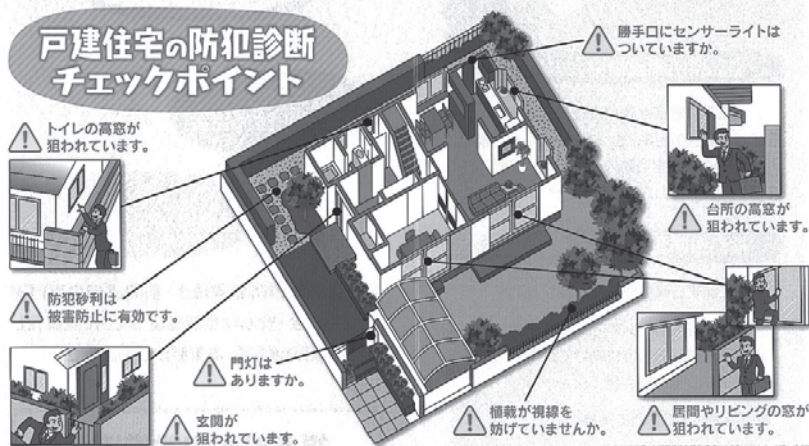 戸建住宅の防犯診断
チェックポイント
勝手口にセンサーライトは
ついていますか。
トイレの高窓が
狙われています。
台所の高窓が
狙われています。
防犯砂利は
被害防止に有効です。
門灯は
ありますか。
玄関が
狙われています。
植栽が視線を
妨げていませんか。
居間やリビングの窓が
狙われています。